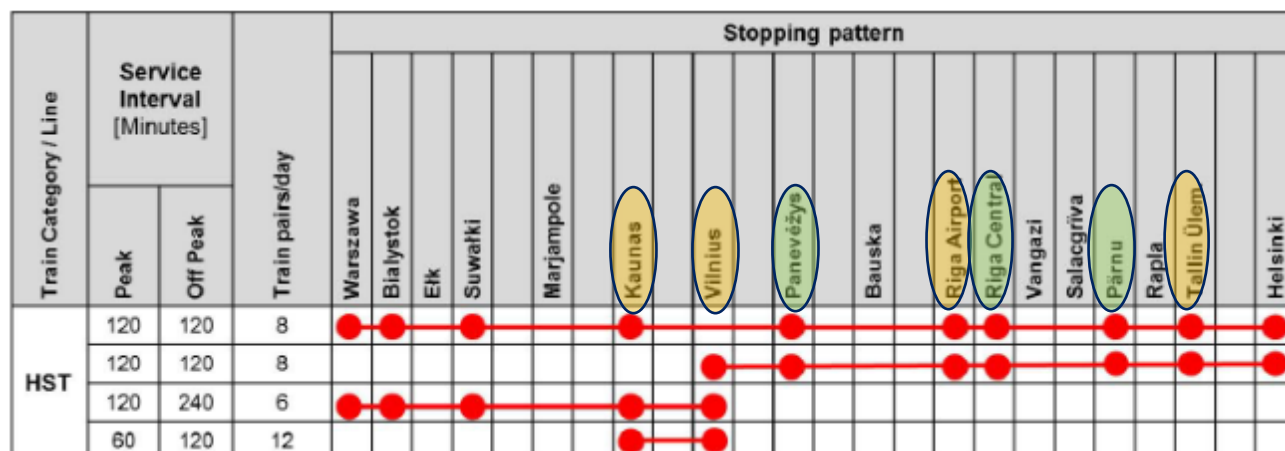 Stopping pattern
Service
Interval
[Minutes]
Train Category / Line
Peak
Off Peak
Train pairs/day
Warszawa
Bialystok
Ełk
Suwałki
Marjampole
Kaunas
Vilnius
Panevėžys
Bauska
Riga Airport
Riga Central
Vangazi
Salacgrīva
Pärnu
Rapla
Tallin Ülem
Helsinki
HST
120 120 8
120 120 8
120 240 6
60 120 12